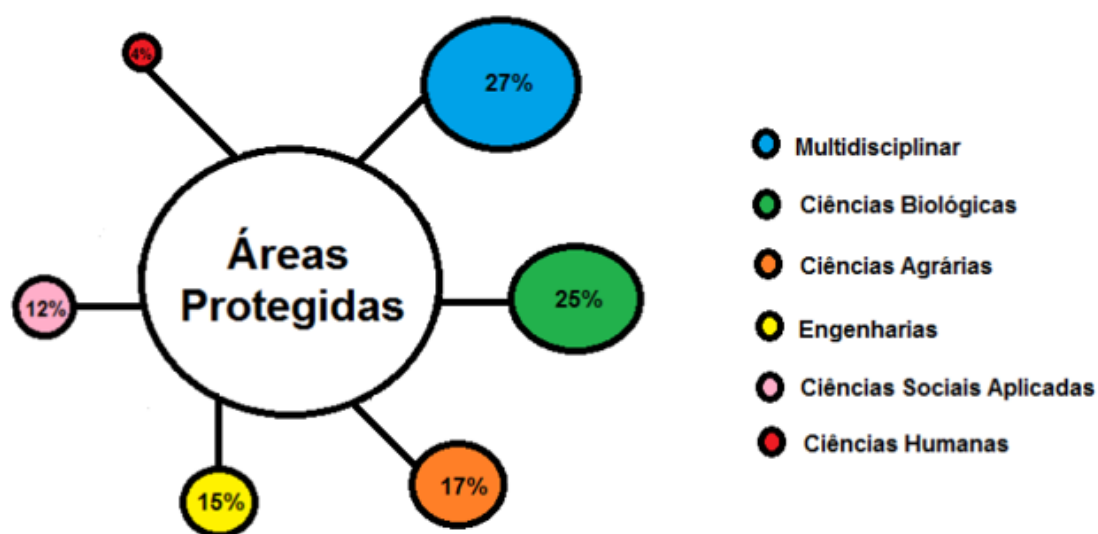 4%
27%
Áreas
Protegidas
12%
25%
15%
17%
Multidisciplinar
Ciências Biológicas
Ciências Agrárias
Engenharias
Ciências Sociais Aplicadas
Ciências Humanas